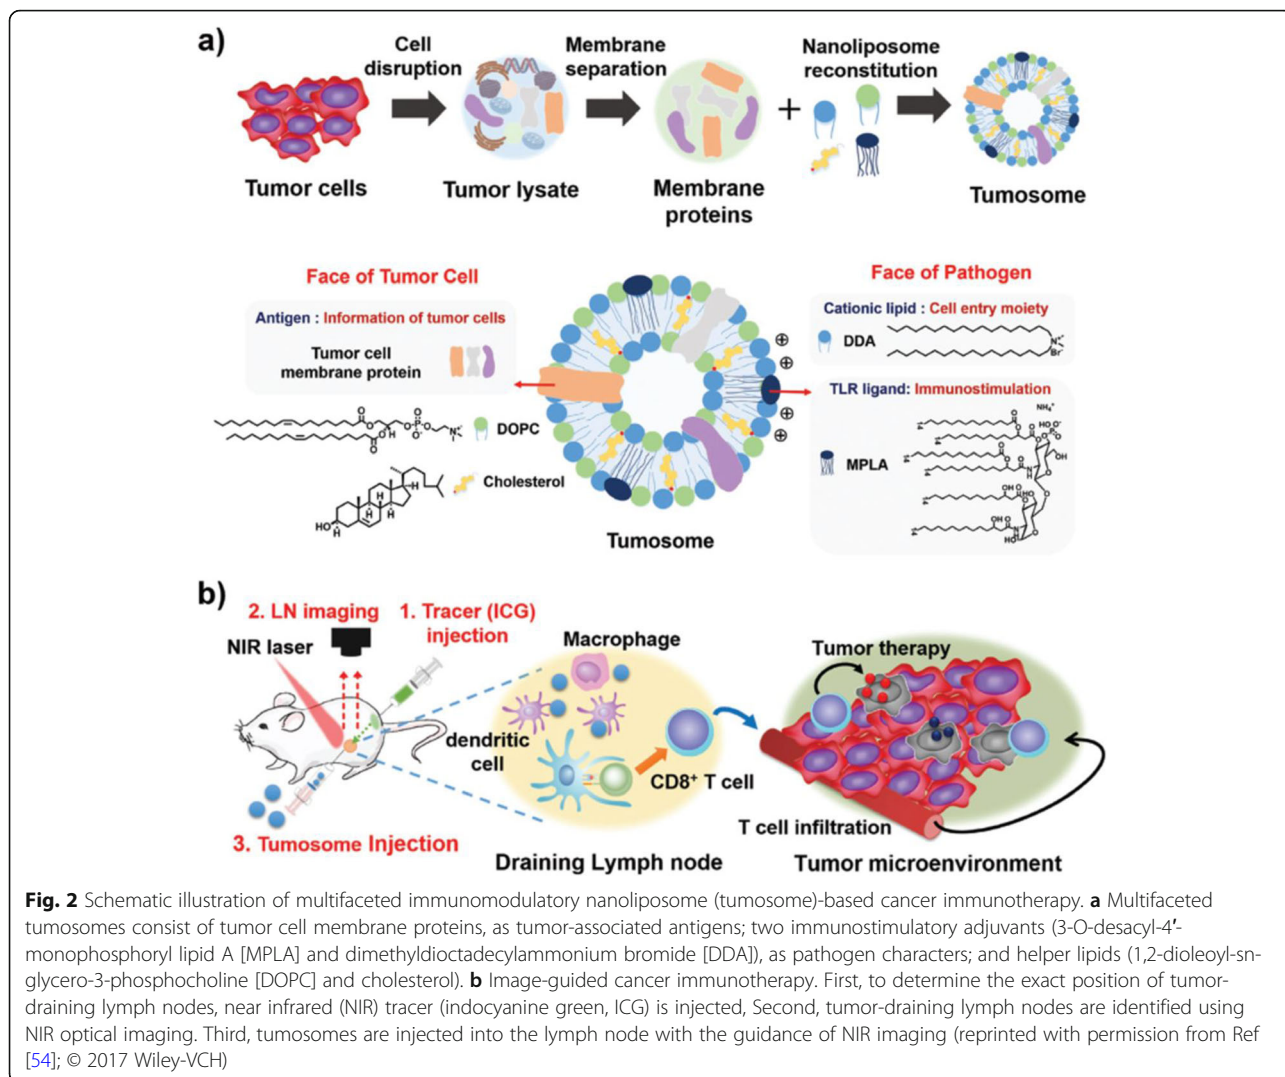 a)
Cell
disruption
Membrane
separation
Nanoliposome
reconstitution
Tumor cells
Tumor lysate
Membrane
proteins
+
Tumosome
Face of Tumor Cell
Antigen : Information of tumor cells
Tumor cell
membrane protein
DOPC
Cholesterol
HO
H
H
H
H
O
O
O
O
H
O
P
O
O-
O
N+
Tumosome
⊕
⊕
⊕
⊕
Face of Pathogen
Cationic lipid : Cell entry moiety
DDA
N+
Br-
TLR ligand: Immunostimulation
MPLA
NH4+
b)
2. LN imaging
1. Tracer (ICG)
injection
NIR laser
3. Tumosome Injection
Macrophage
dendritic
cell
CD8+ T cell
Draining Lymph node
Tumor therapy
T cell infiltration
Tumor microenvironment
Fig. 2 Schematic illustration of multifaceted immunomodulatory nanoliposome (tumosome)-based cancer immunotherapy. a Multifaceted
tumosomes consist of tumor cell membrane proteins, as tumor-associated antigens; two immunostimulatory adjuvants (3-O-desacyl-4′-
monophosphoryl lipid A [MPLA] and dimethyldioctadecylammonium bromide [DDA]), as pathogen characters; and helper lipids (1,2-dioleoyl-sn-
glycero-3-phosphocholine [DOPC] and cholesterol). b Image-guided cancer immunotherapy. First, to determine the exact position of tumor-
draining lymph nodes, near infrared (NIR) tracer (indocyanine green, ICG) is injected, Second, tumor-draining lymph nodes are identified using
NIR optical imaging. Third, tumosomes are injected into the lymph node with the guidance of NIR imaging (reprinted with permission from Ref
[54]; © 2017 Wiley-VCH)